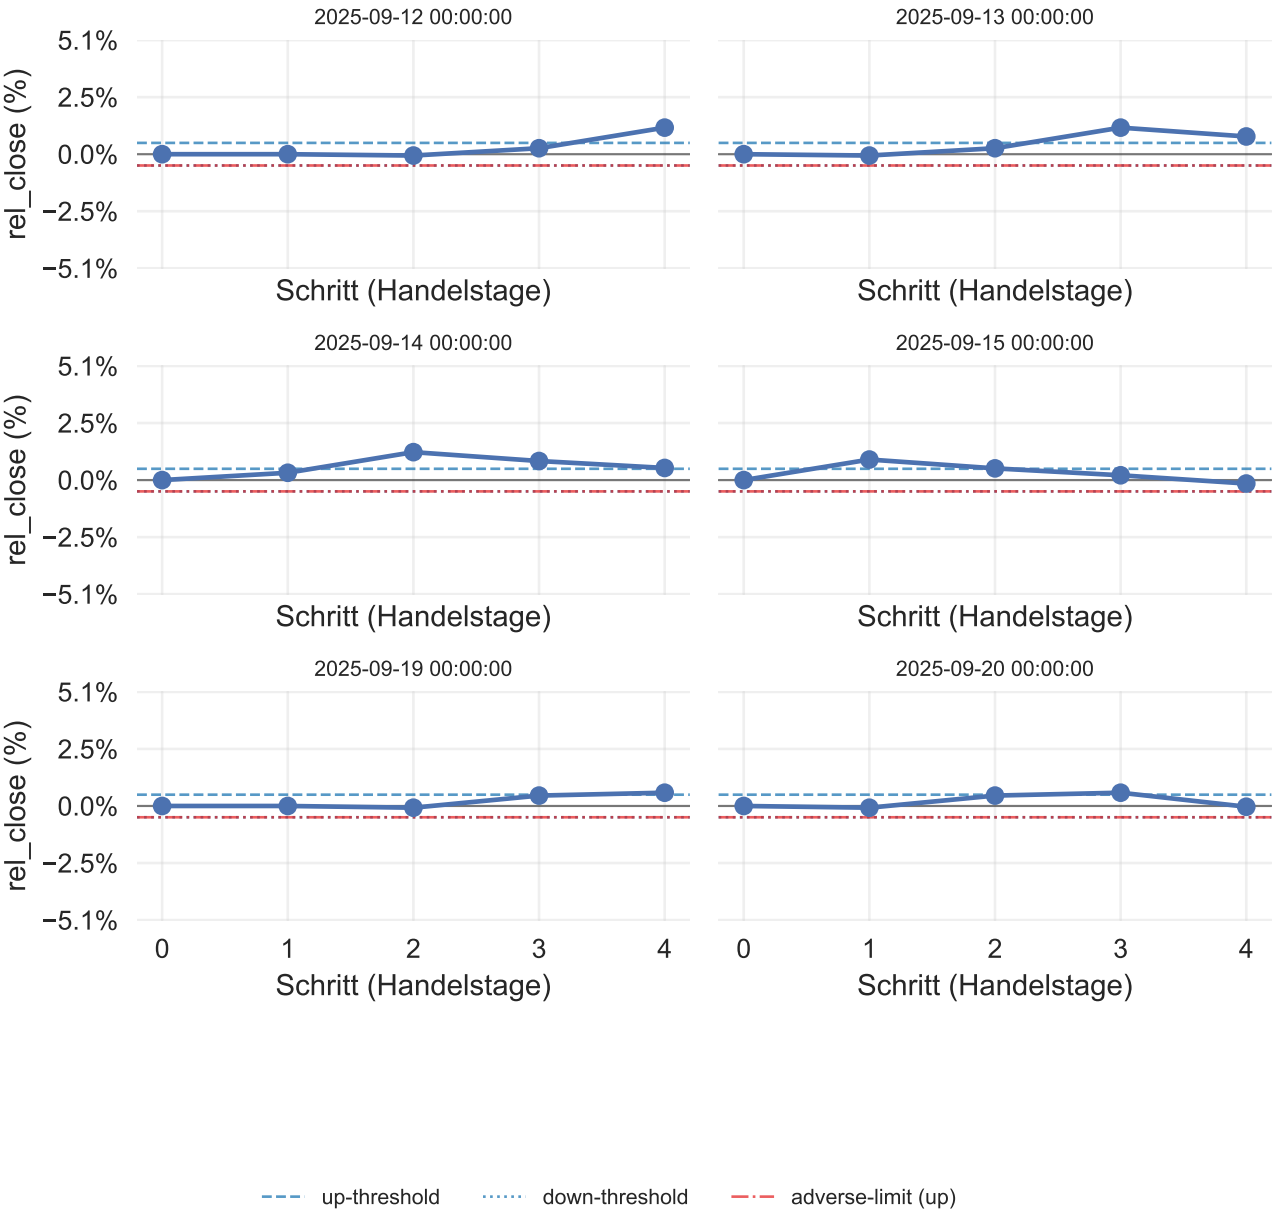 2025-09-12 00:00:00
2025-09-13 00:00:00
5.1%
2.5%
0.0%
−2.5%
−5.1%
rel_close (%)
Schritt (Handelstage)
Schritt (Handelstage)
2025-09-14 00:00:00
2025-09-15 00:00:00
5.1%
2.5%
0.0%
−2.5%
−5.1%
rel_close (%)
Schritt (Handelstage)
Schritt (Handelstage)
2025-09-19 00:00:00
2025-09-20 00:00:00
5.1%
2.5%
0.0%
−2.5%
−5.1%
rel_close (%)
0 1 2 3 4
0 1 2 3 4
Schritt (Handelstage)
Schritt (Handelstage)
up-threshold
down-threshold
adverse-limit (up)